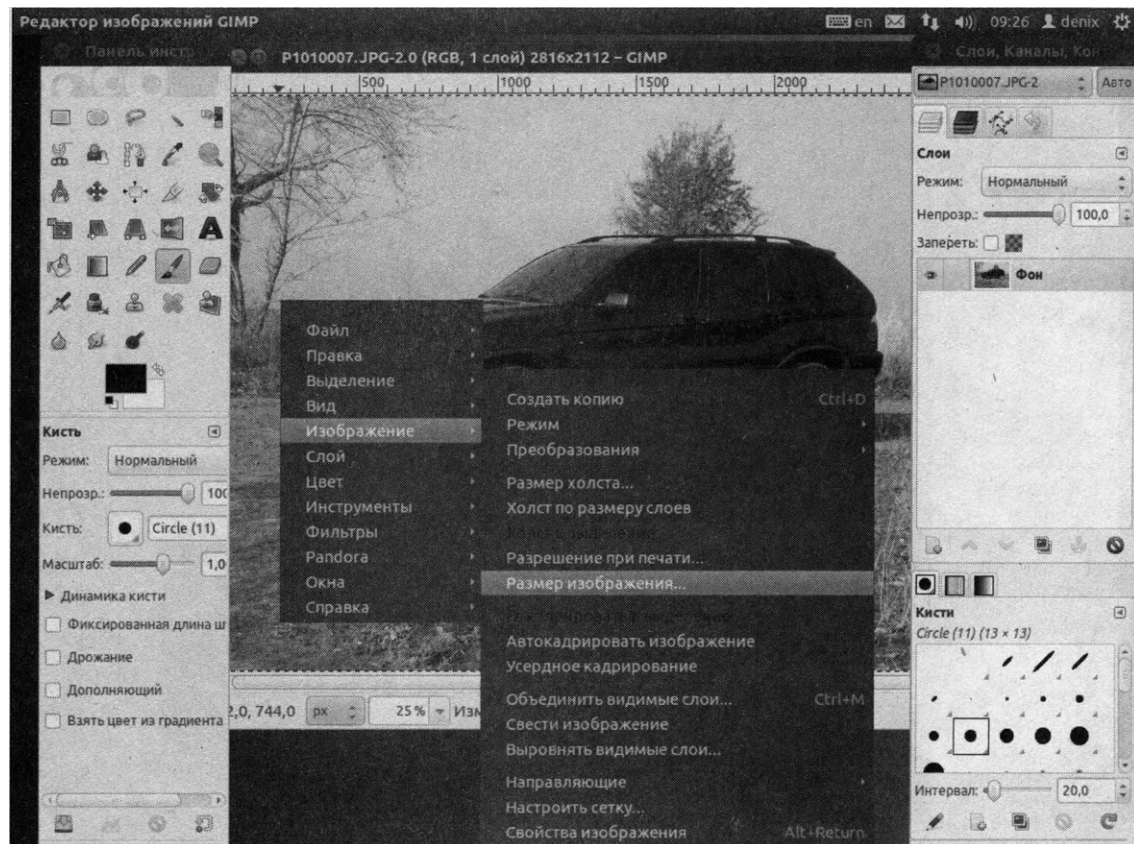 Редактор изображений GIMP
en
09:26
denix
Панель инстр
P1010007.JPG-2.0 (RGB, 1 слой) 2816x2112 – GIMP
Слои, Каналы, Кон
500
1000
1500
2000
P1010007.JPG-2
Авто
Слои
Режим: Нормальный
Непрозр.: 100,0
Запереть:
Фон
Файл
Правка
Выделение
Вид
Изображение
Слой
Цвет
Инструменты
Фильтры
Pandora
Окна
Справка
Создать копию Ctrl+D
Режим
Преобразования
Размер холста...
Холст по размеру слоев
Разрешение при печати...
Размер изображения...
Автокадрировать изображение
Усердное кадрирование
Объединить видимые слои... Ctrl+M
Свести изображение
Выровнять видимые слои...
Направляющие
Настроить сетку...
Свойства изображения Alt+Return
Кисть
Режим: Нормальный
Непрозр.: 100
Кисть: Circle (11)
Масштаб: 1,0
Динамика кисти
Фиксированная длина ш
Дрожание
Дополняющий
Взять цвет из градиента
2,0, 744,0 px 25 % Изм
Кисти
Circle (11) (13 × 13)
Интервал: 20,0